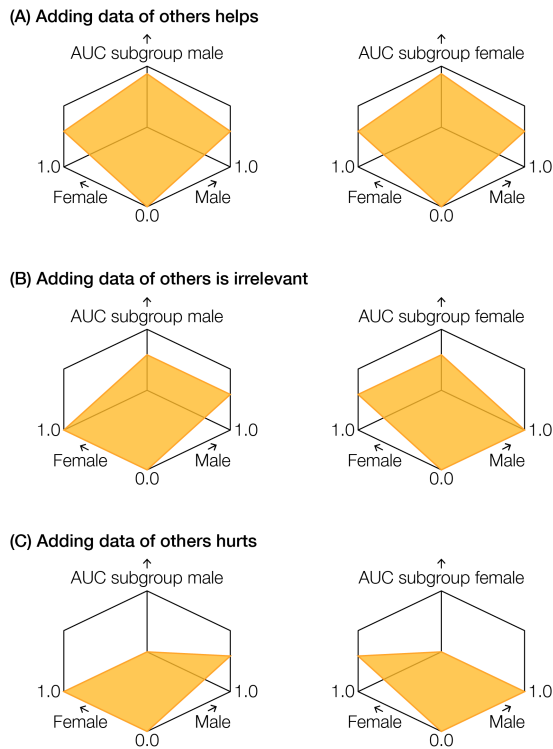 (A) Adding data of others helps
AUC subgroup male
AUC subgroup female
1.0
1.0
1.0
1.0
Female
Male
Female
Male
0.0
0.0
(B) Adding data of others is irrelevant
AUC subgroup male
AUC subgroup female
1.0
1.0
1.0
1.0
Female
Male
Female
Male
0.0
0.0
(C) Adding data of others hurts
AUC subgroup male
AUC subgroup female
1.0
1.0
1.0
1.0
Female
Male
Female
Male
0.0
0.0